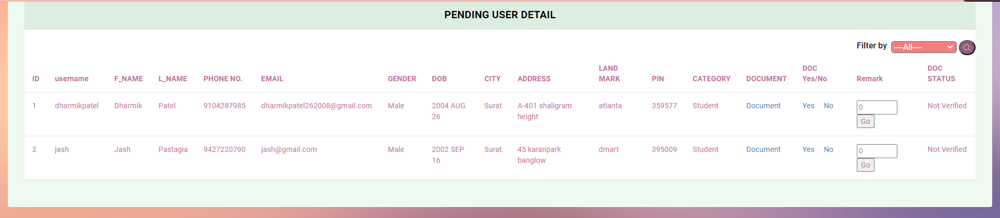 PENDING USER DETAIL
Filter by ----All----
ID username F_NAME L_NAME PHONE NO. EMAIL GENDER DOB CITY ADDRESS LAND MARK PIN CATEGORY DOCUMENT DOC Yes/No Remark DOC STATUS
1 dharmikpatel Dharmik Patel 9104287985 dharmikpatel262008@gmail.com Male 2004 AUG 26 Surat A-401 shaligram height atlanta 359577 Student Document Yes No 0 Go Not Verified
2 jash Jash Pastagia 9427220790 jash@gmail.com Male 2002 SEP 16 Surat 45 karanpark banglow dmart 395009 Student Document Yes No 0 Go Not Verified